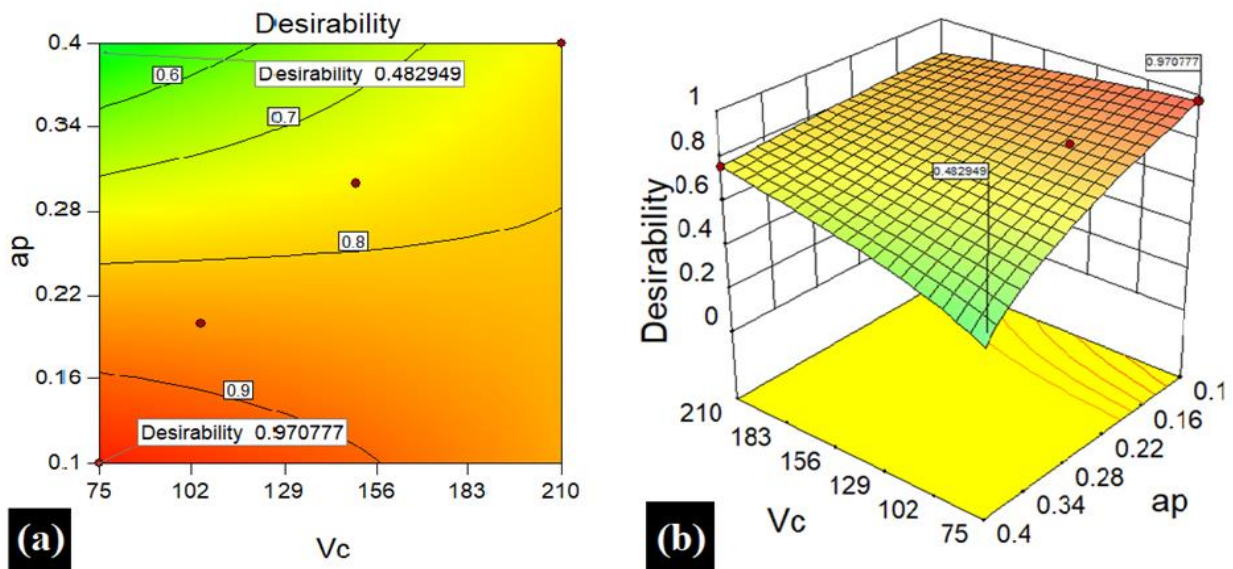 Desirability
0.4
0.34
0.28
0.22
0.16
0.1
ap
0.6
Desirability 0.482949
0.7
0.8
0.9
Desirability 0.970777
75 102 129 156 183 210
Vc
(a)
0.970777
0.482949
1
0.8
0.6
0.4
0.2
0
Desirability
210
183
156
129
102
75
Vc
0.1
0.16
0.22
0.28
0.34
0.4
ap
(b)